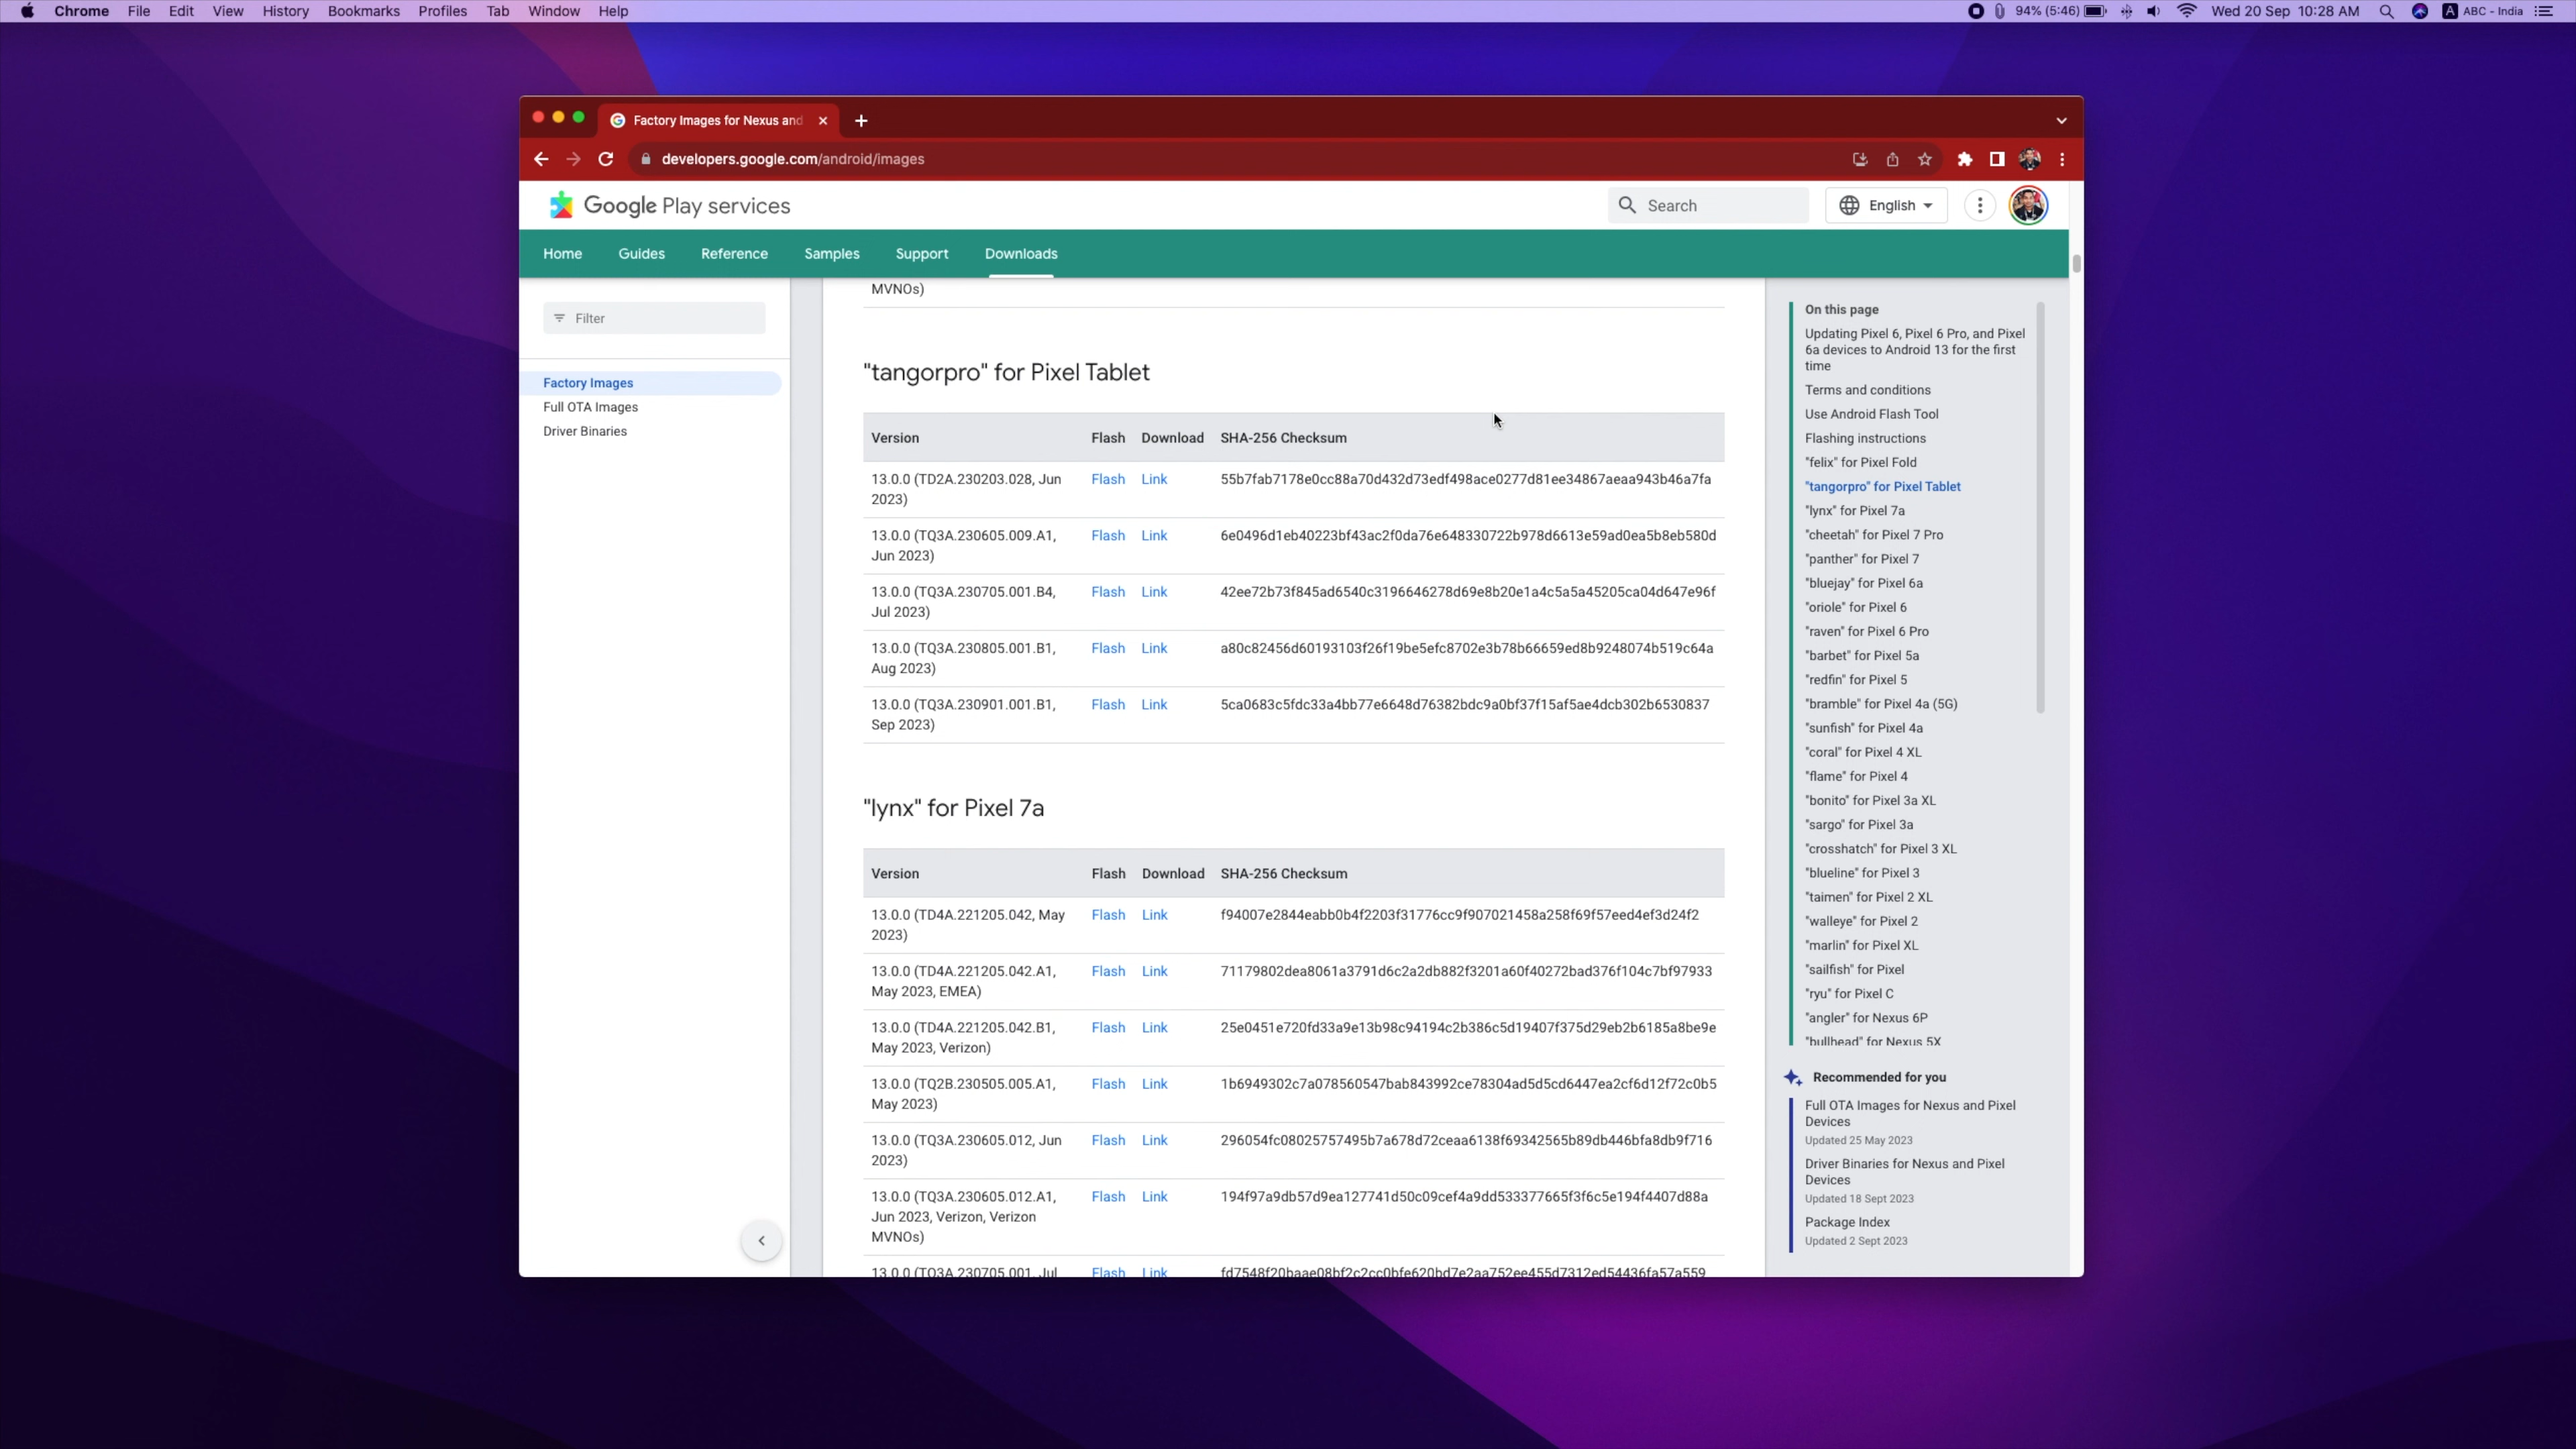 Chrome File Edit View History Bookmarks Profiles Tab Window Help
94% (5:46) Wed 20 Sep 10:28 AM A ABC - India
Factory Images for Nexus and
developers.google.com/android/images
Google Play services
Search
English
Home Guides Reference Samples Support Downloads
Filter
Factory Images
Full OTA Images
Driver Binaries
MVNOs)
"tangorpro" for Pixel Tablet
Version Flash Download SHA-256 Checksum
13.0.0 (TD2A.230203.028, Jun Flash Link 55b7fab7178e0cc88a70d432d73edf498ace0277d81ee34867aeaa943b46a7fa
2023)
13.0.0 (TQ3A.230605.009.A1, Flash Link 6e0496d1eb40223bf43ac2f0da76e648330722b978d6613e59ad0ea5b8eb580d
Jun 2023)
13.0.0 (TQ3A.230705.001.B4, Flash Link 42ee72b73f845ad6540c3196646278d69e8b20e1a4c5a5a45205ca04d647e96f
Jul 2023)
13.0.0 (TQ3A.230805.001.B1, Flash Link a80c82456d60193103f26f19be5efc8702e3b78b66659ed8b9248074b519c64a
Aug 2023)
13.0.0 (TQ3A.230901.001.B1, Flash Link 5ca0683c5fdc33a4bb77e6648d76382bdc9a0bf37f15af5ae4dcb302b6530837
Sep 2023)
"lynx" for Pixel 7a
Version Flash Download SHA-256 Checksum
13.0.0 (TD4A.221205.042, May Flash Link f94007e2844eabb0b4f2203f31776cc9f907021458a258f69f57eed4ef3d24f2
2023)
13.0.0 (TD4A.221205.042.A1, Flash Link 71179802dea8061a3791d6c2a2db882f3201a60f40272bad376f104c7bf97933
May 2023, EMEA)
13.0.0 (TD4A.221205.042.B1, Flash Link 25e0451e720fd33a9e13b98c94194c2b386c5d19407f375d29eb2b6185a8be9e
May 2023, Verizon)
13.0.0 (TQ2B.230505.005.A1, Flash Link 1b6949302c7a078560547bab843992ce78304ad5d5cd6447ea2cf6d12f72c0b5
May 2023)
13.0.0 (TQ3A.230605.012, Jun Flash Link 296054fc08025757495b7a678d72ceaa6138f69342565b89db446bfa8db9f716
2023)
13.0.0 (TQ3A.230605.012.A1, Flash Link 194f97a9db57d9ea127741d50c09cef4a9dd533377665f3f6c5e194f4407d88a
Jun 2023, Verizon, Verizon
MVNOs)
13.0.0 (TQ3A.230705.001, Jul Flash Link fd7548f20baae08bf2c2cc0bfe620bd7e2aa752ee455d7312ed54436fa57a559
On this page
Updating Pixel 6, Pixel 6 Pro, and Pixel
6a devices to Android 13 for the first
time
Terms and conditions
Use Android Flash Tool
Flashing instructions
"felix" for Pixel Fold
"tangorpro" for Pixel Tablet
"lynx" for Pixel 7a
"cheetah" for Pixel 7 Pro
"panther" for Pixel 7
"bluejay" for Pixel 6a
"oriole" for Pixel 6
"raven" for Pixel 6 Pro
"barbet" for Pixel 5a
"redfin" for Pixel 5
"bramble" for Pixel 4a (5G)
"sunfish" for Pixel 4a
"coral" for Pixel 4 XL
"flame" for Pixel 4
"bonito" for Pixel 3a XL
"sargo" for Pixel 3a
"crosshatch" for Pixel 3 XL
"blueline" for Pixel 3
"taimen" for Pixel 2 XL
"walleye" for Pixel 2
"marlin" for Pixel XL
"sailfish" for Pixel
"ryu" for Pixel C
"angler" for Nexus 6P
"bullhead" for Nexus 5X
Recommended for you
Full OTA Images for Nexus and Pixel
Devices
Updated 25 May 2023
Driver Binaries for Nexus and Pixel
Devices
Updated 18 Sept 2023
Package Index
Updated 2 Sept 2023